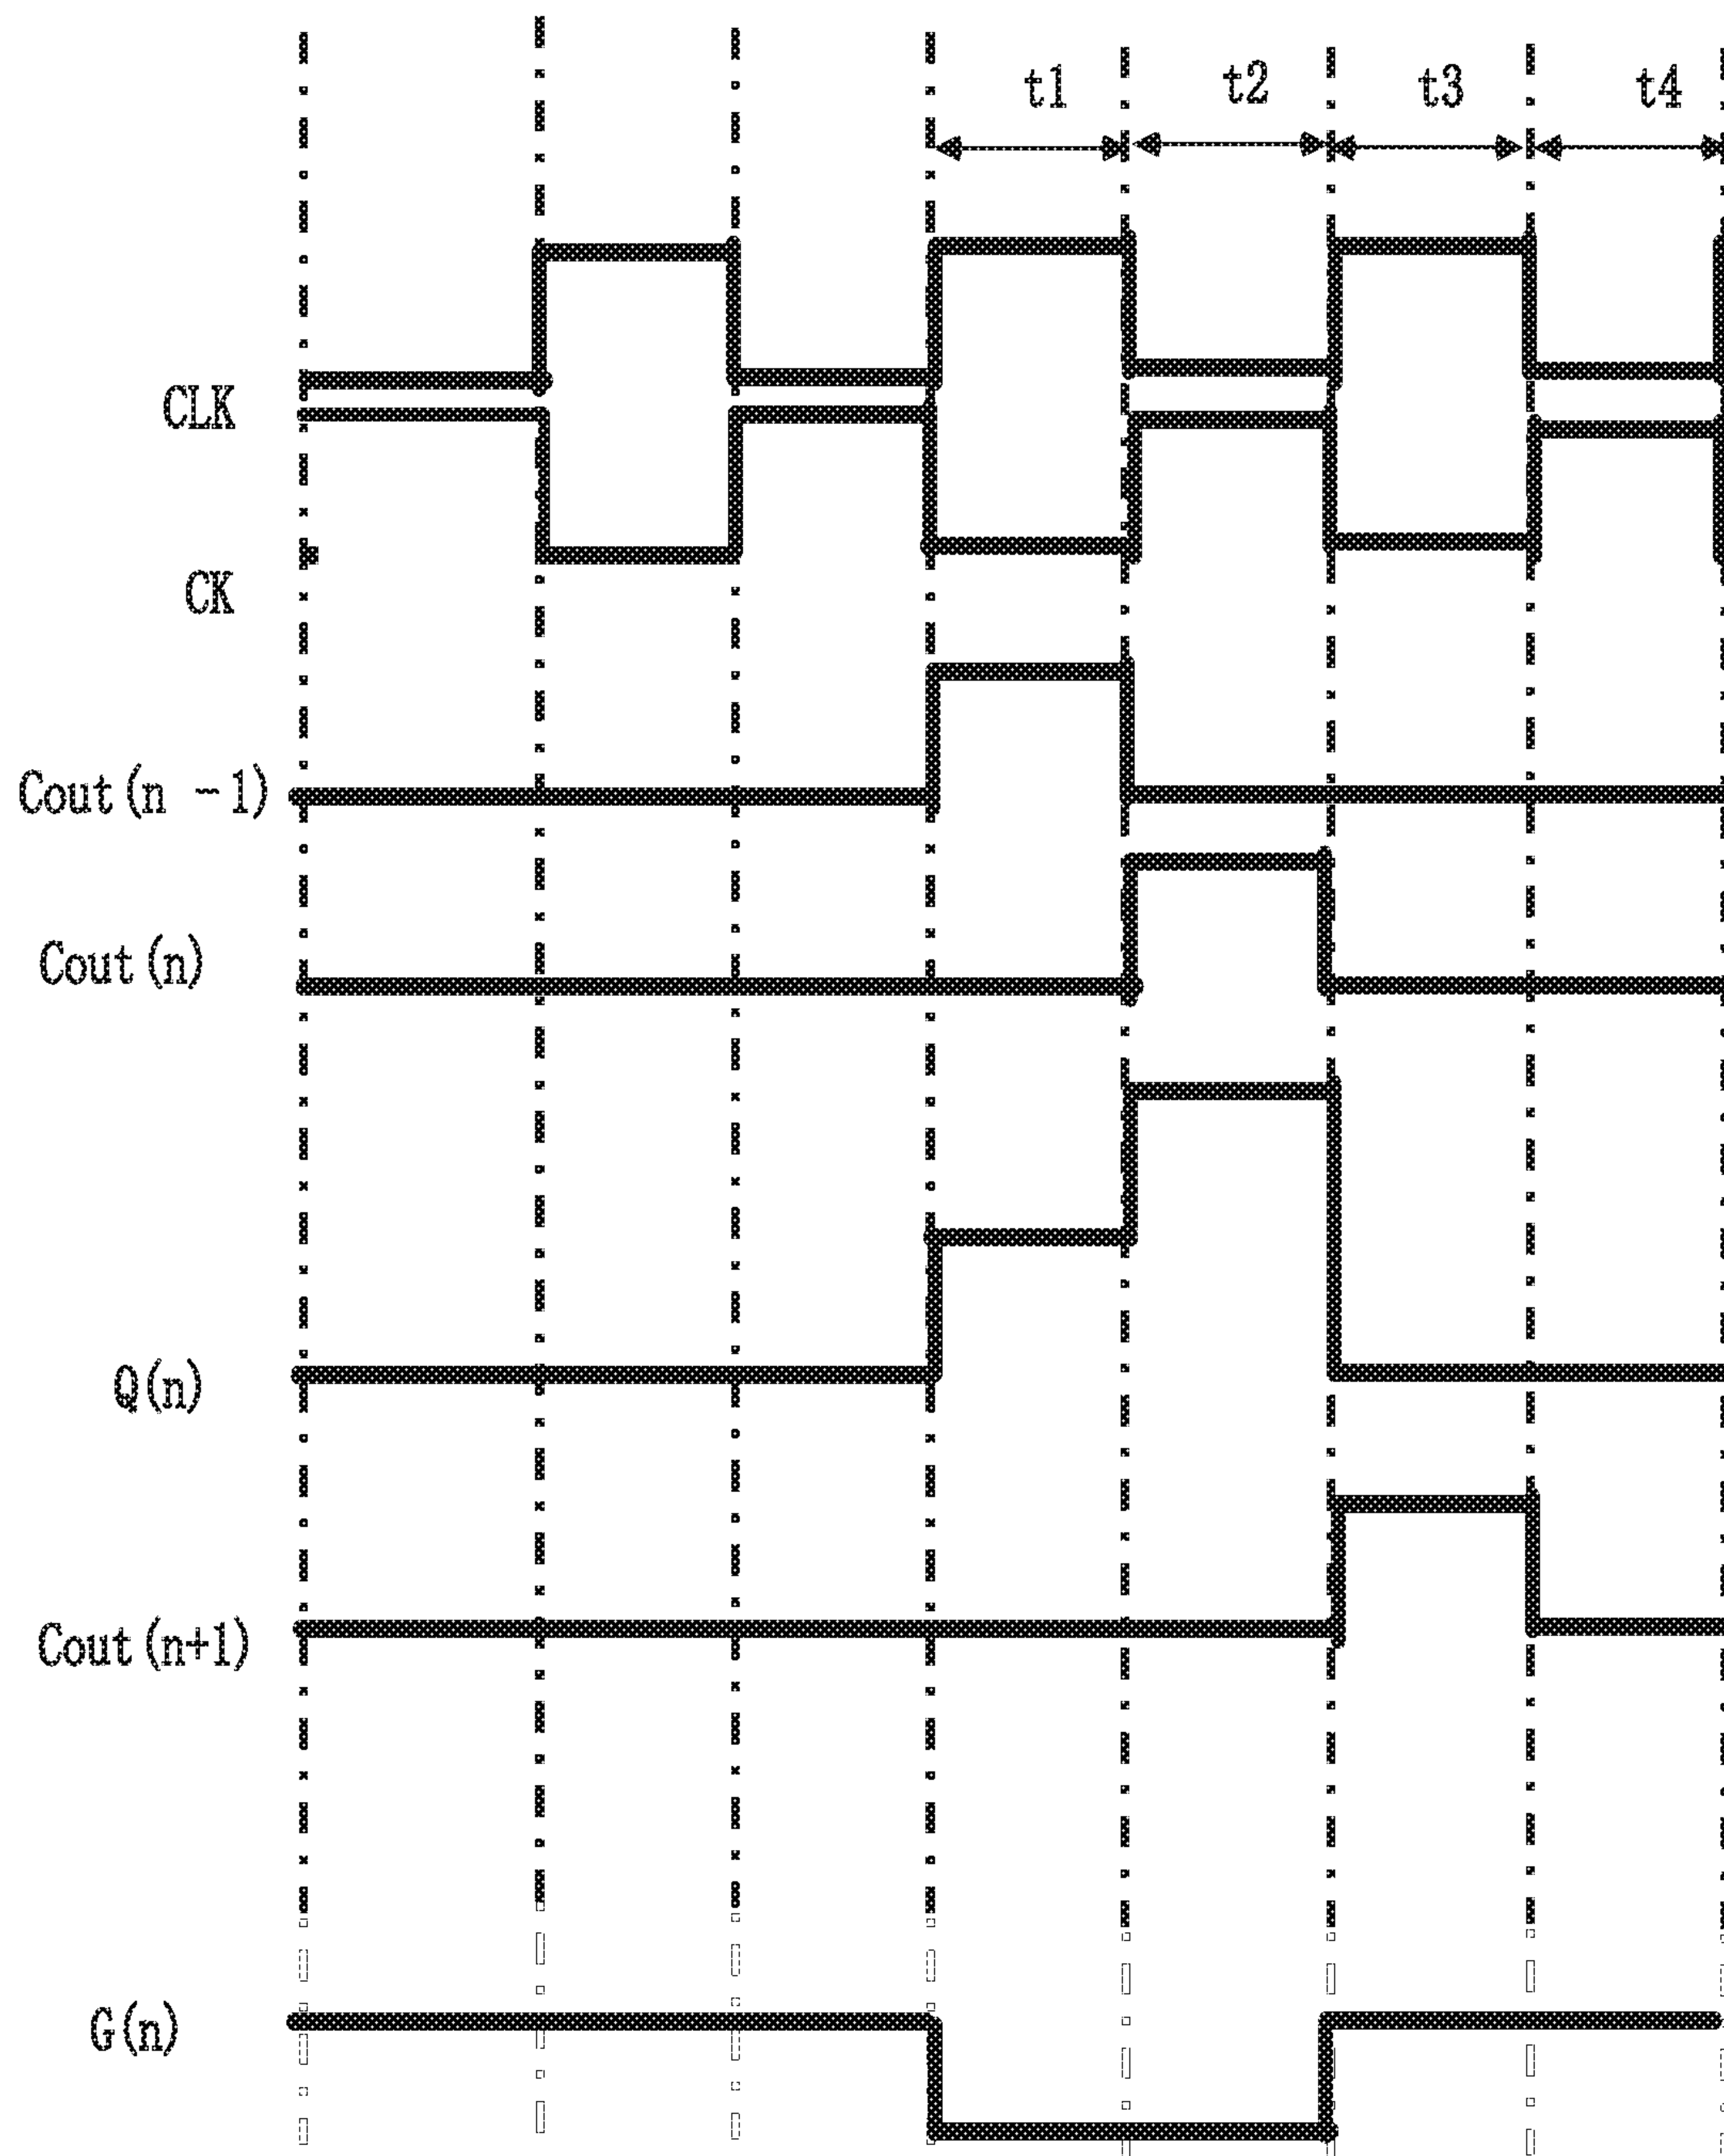 t1 t2 t3 t4
CLK
CK
Cout(n -1)
Cout(n)
Q(n)
Cout(n+1)
G(n)